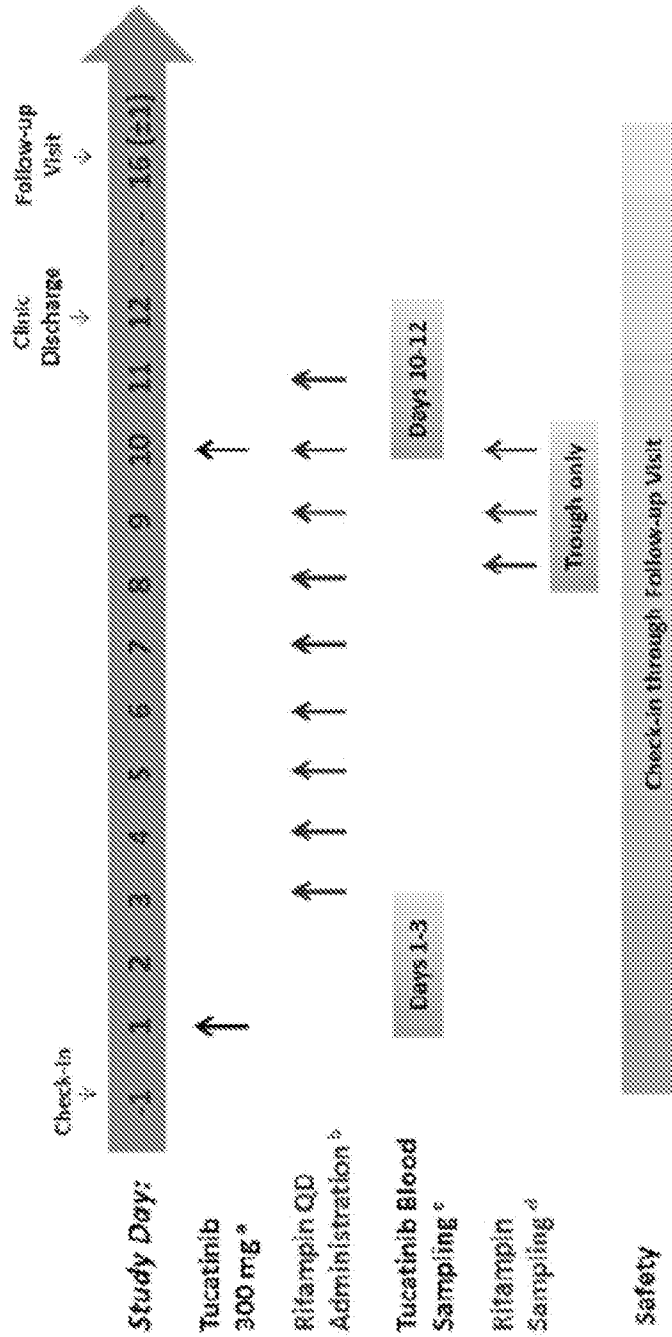 Check-in
Clinic
Discharge
Follow-up
Visit
Study Day:
-1 1 2 3 4 5 6 7 8 9 10 11 12 . . . . 16 (±1)
Tucatinib
300 mg a
Rifampin QD
Administration b
Tucatinib Blood
Sampling c
Days 1-3
Days 10-12
Rifampin
Sampling d
Trough only
Safety
Check-in through Follow-up Visit